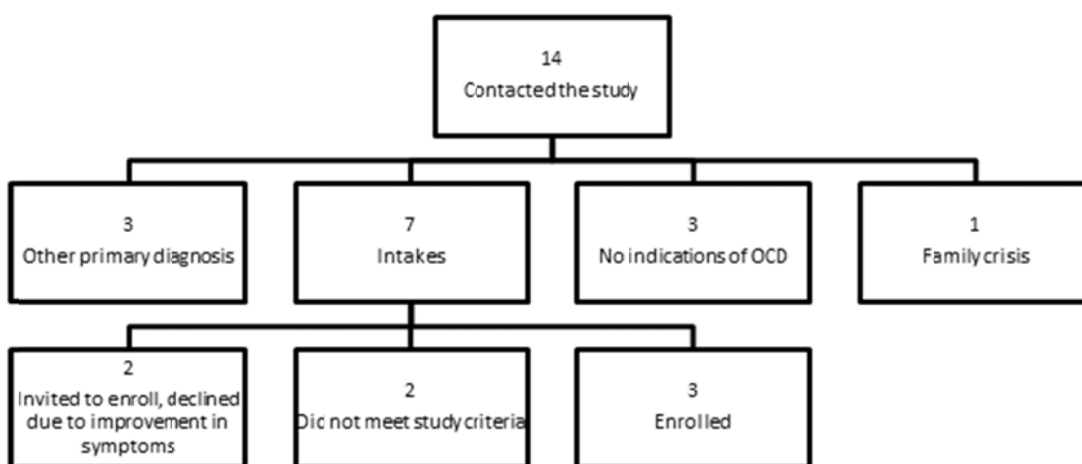 14
Contacted the study
3
Other primary diagnosis
7
Intakes
3
No indications of OCD
1
Family crisis
2
Invited to enroll, declined
due to improvement in
symptoms
2
Did not meet study criteria
3
Enrolled